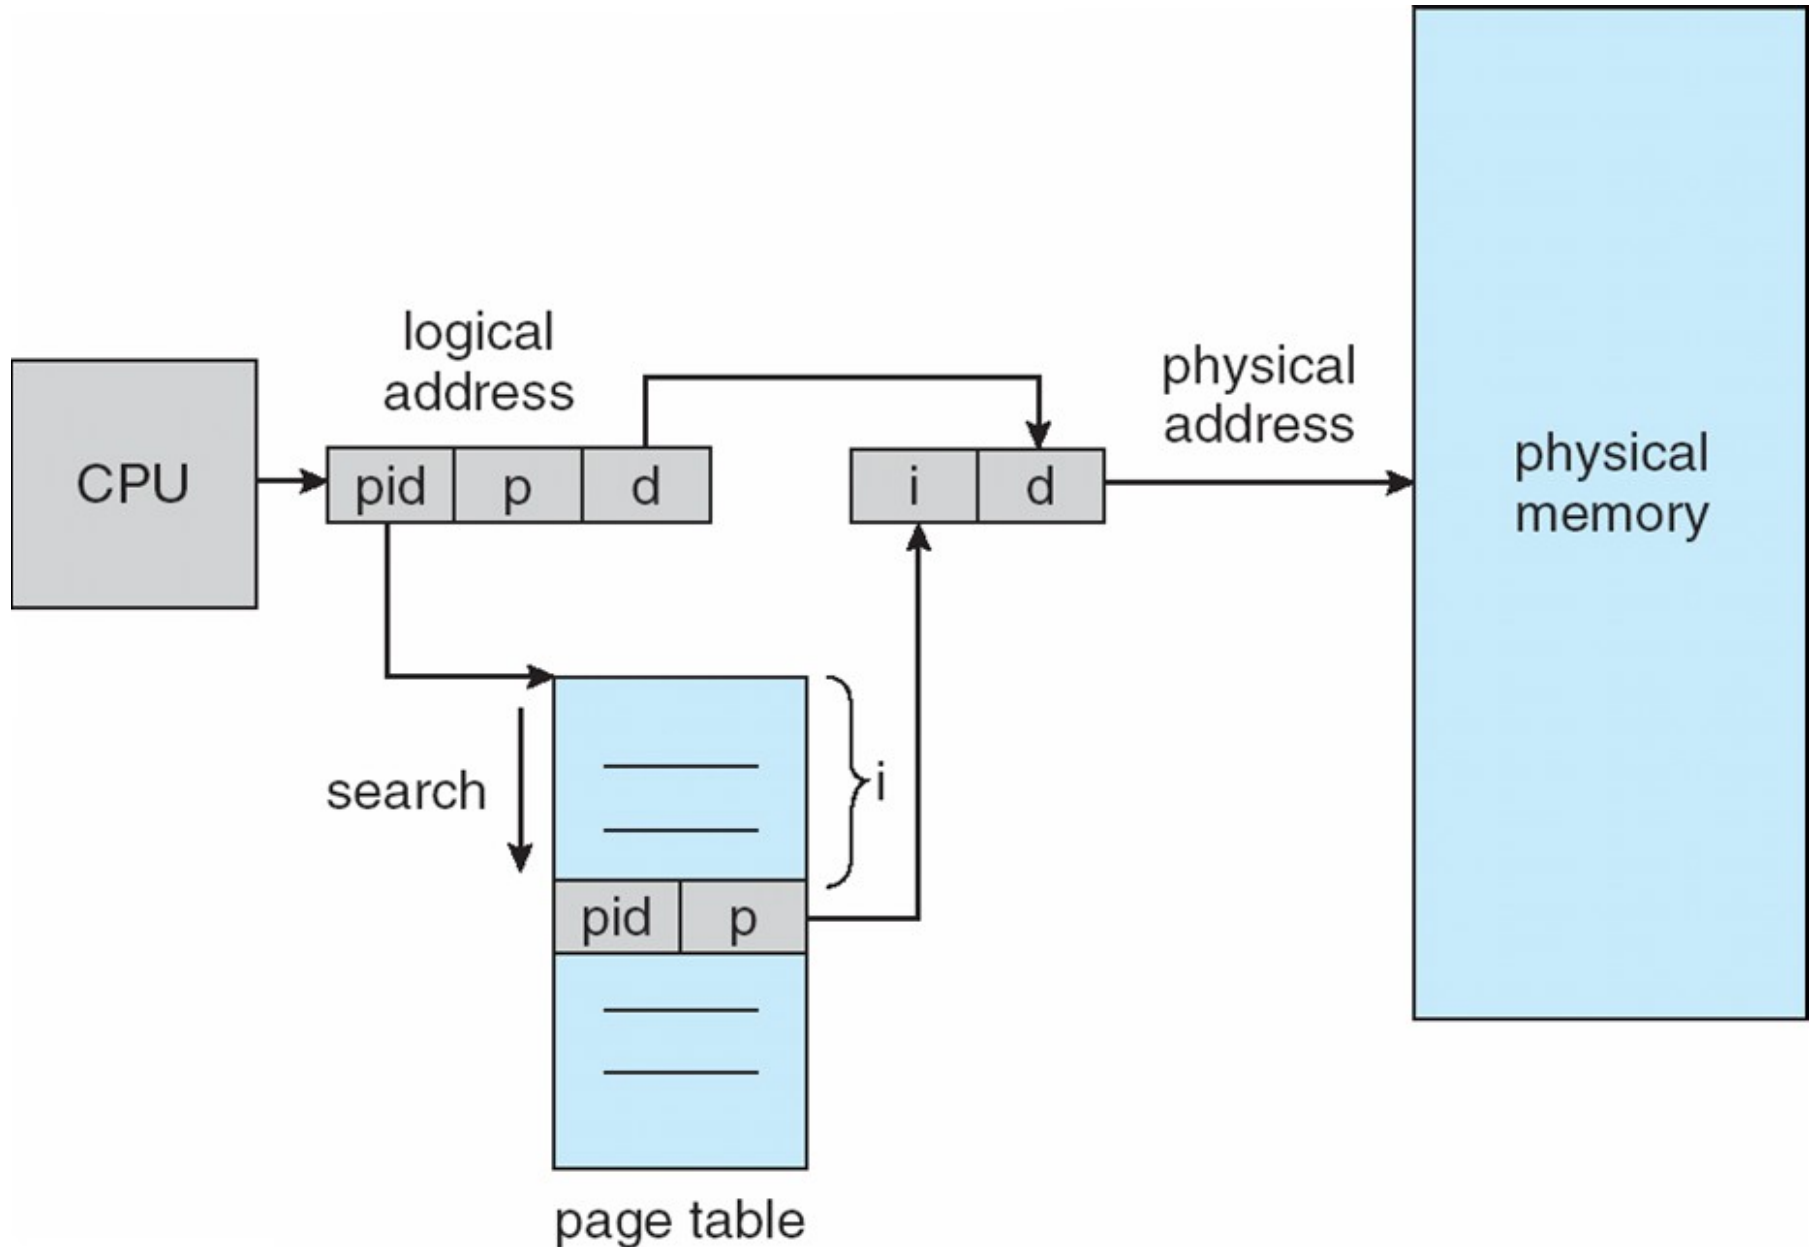 logical
address
physical
address
CPU
pid
p
d
i
d
physical
memory
search
i
pid
p
page table